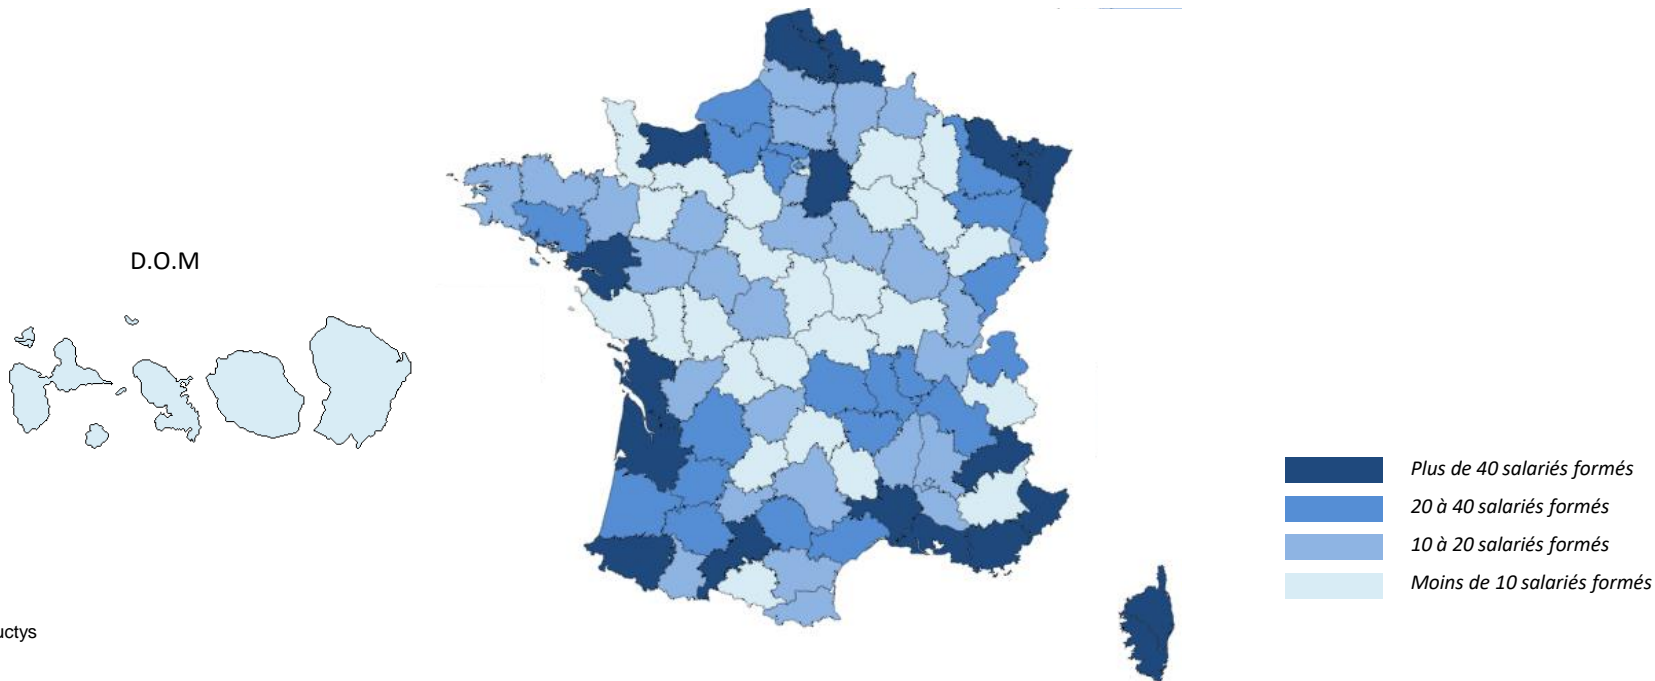 D.O.M
Plus de 40 salariés formés
20 à 40 salariés formés
10 à 20 salariés formés
Moins de 10 salariés formés
uctys